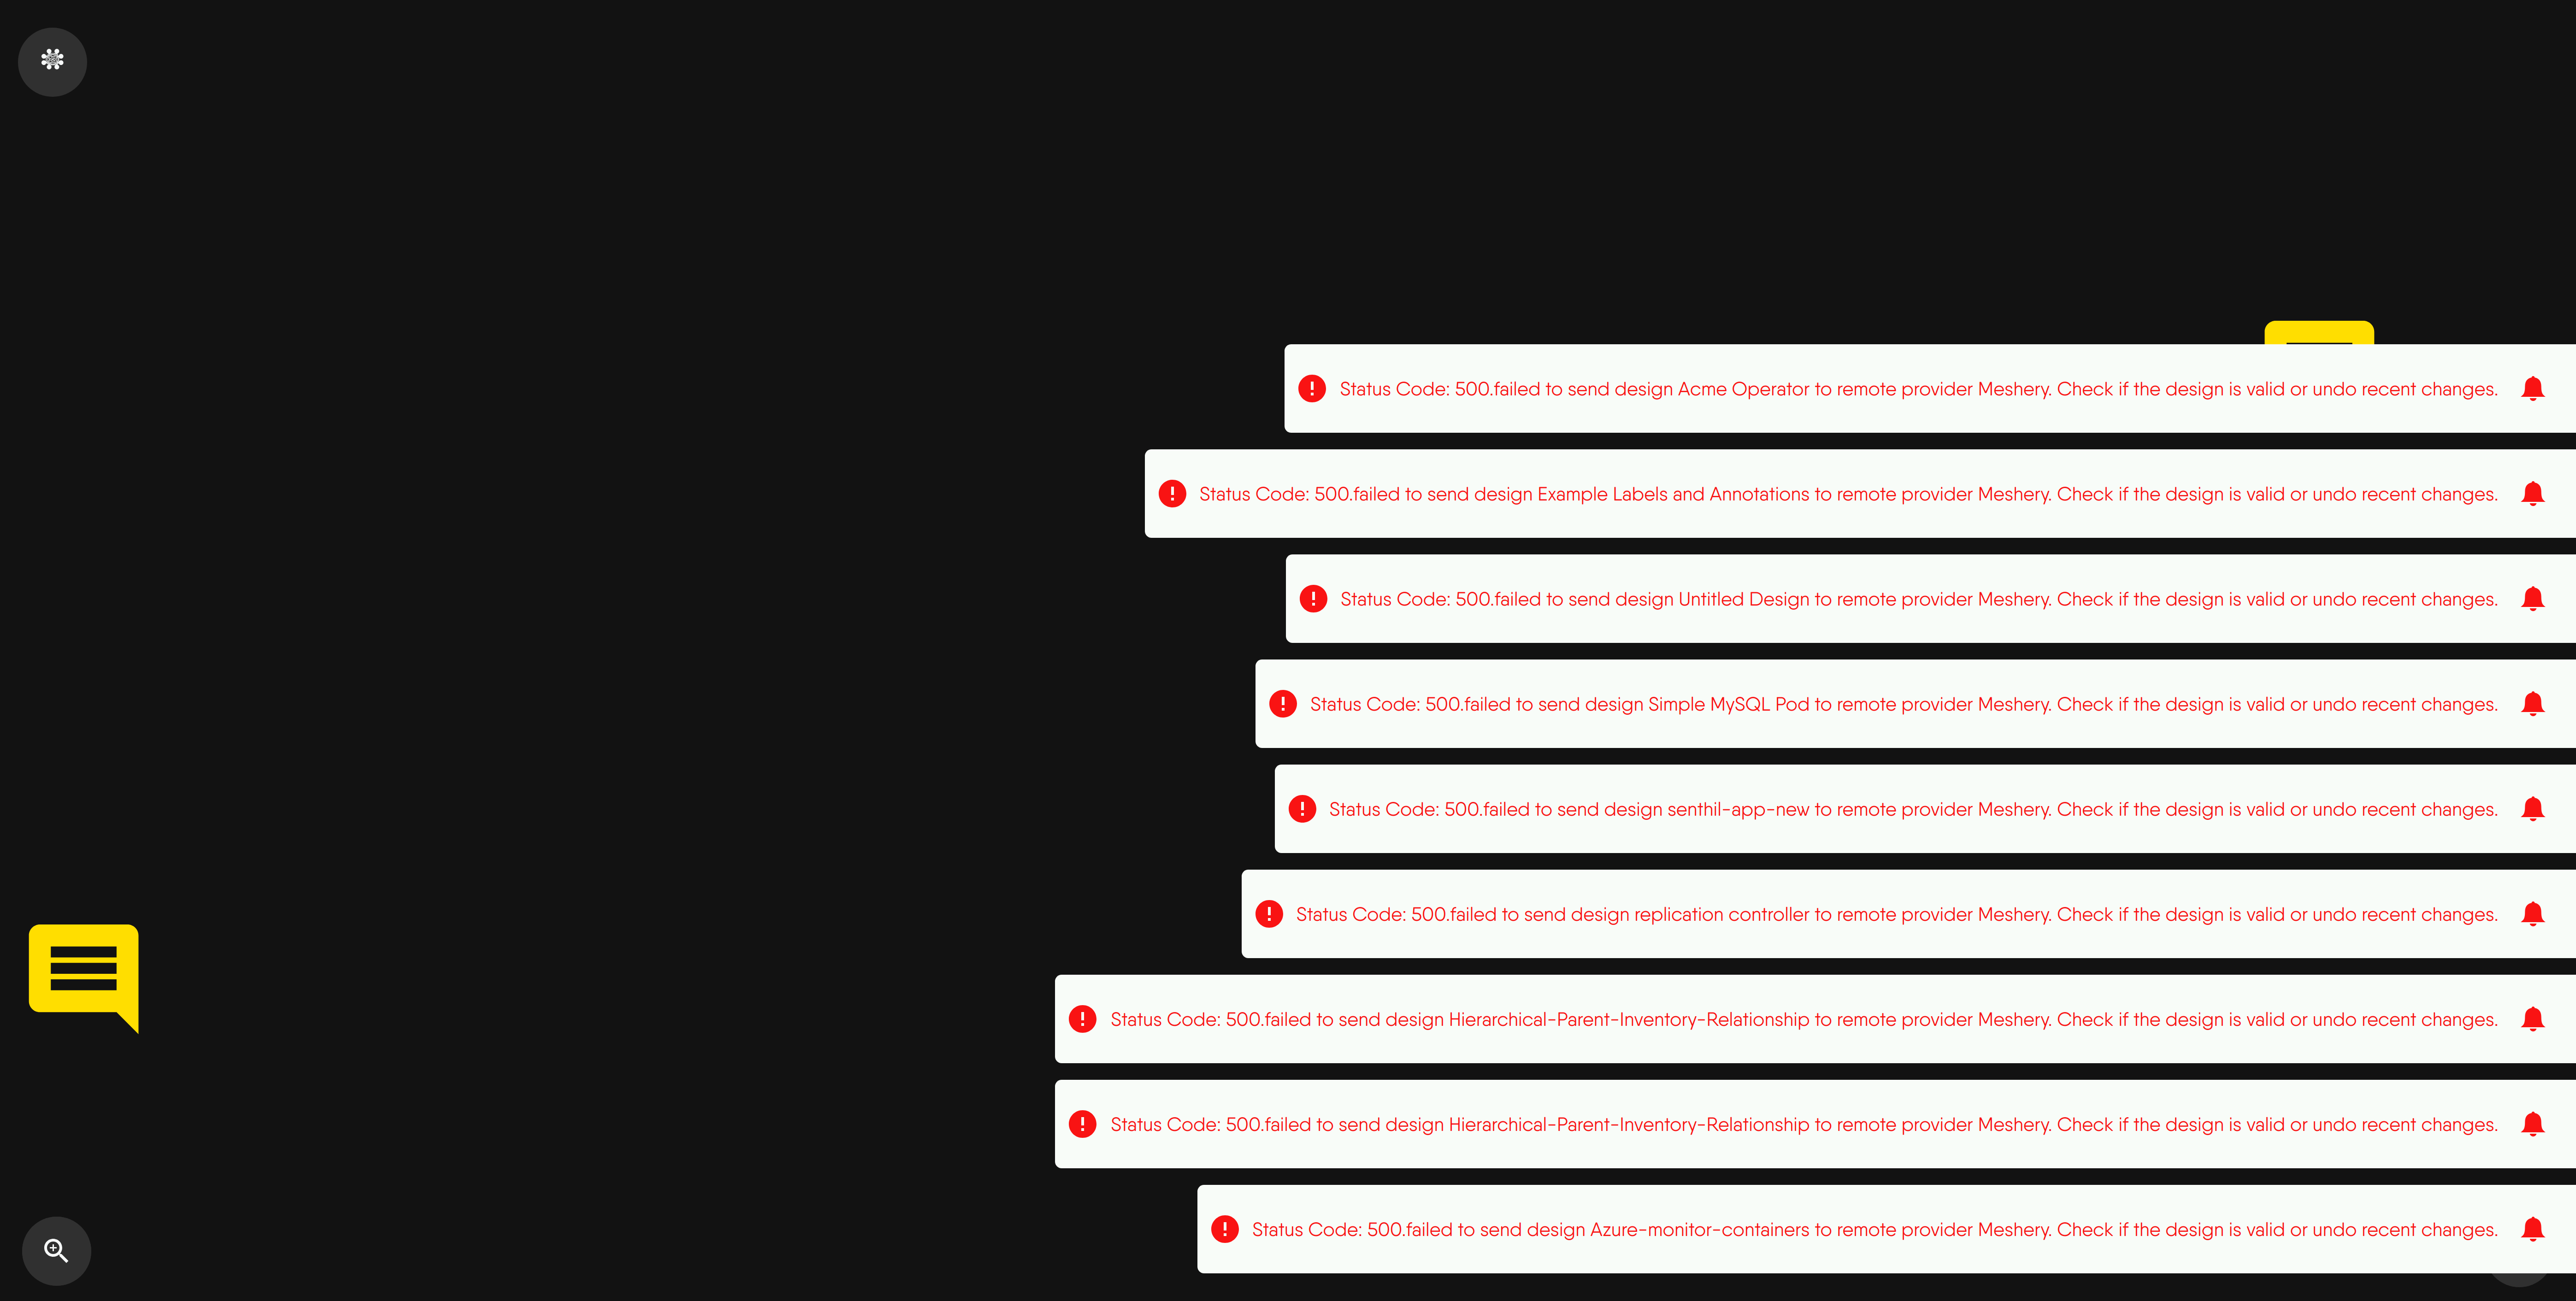 Status Code: 500.failed to send design Acme Operator to remote provider Meshery. Check if the design is valid or undo recent changes.
Status Code: 500.failed to send design Example Labels and Annotations to remote provider Meshery. Check if the design is valid or undo recent changes.
Status Code: 500.failed to send design Untitled Design to remote provider Meshery. Check if the design is valid or undo recent changes.
Status Code: 500.failed to send design Simple MySQL Pod to remote provider Meshery. Check if the design is valid or undo recent changes.
Status Code: 500.failed to send design senthil-app-new to remote provider Meshery. Check if the design is valid or undo recent changes.
Status Code: 500.failed to send design replication controller to remote provider Meshery. Check if the design is valid or undo recent changes.
Status Code: 500.failed to send design Hierarchical-Parent-Inventory-Relationship to remote provider Meshery. Check if the design is valid or undo recent changes.
Status Code: 500.failed to send design Hierarchical-Parent-Inventory-Relationship to remote provider Meshery. Check if the design is valid or undo recent changes.
Status Code: 500.failed to send design Azure-monitor-containers to remote provider Meshery. Check if the design is valid or undo recent changes.